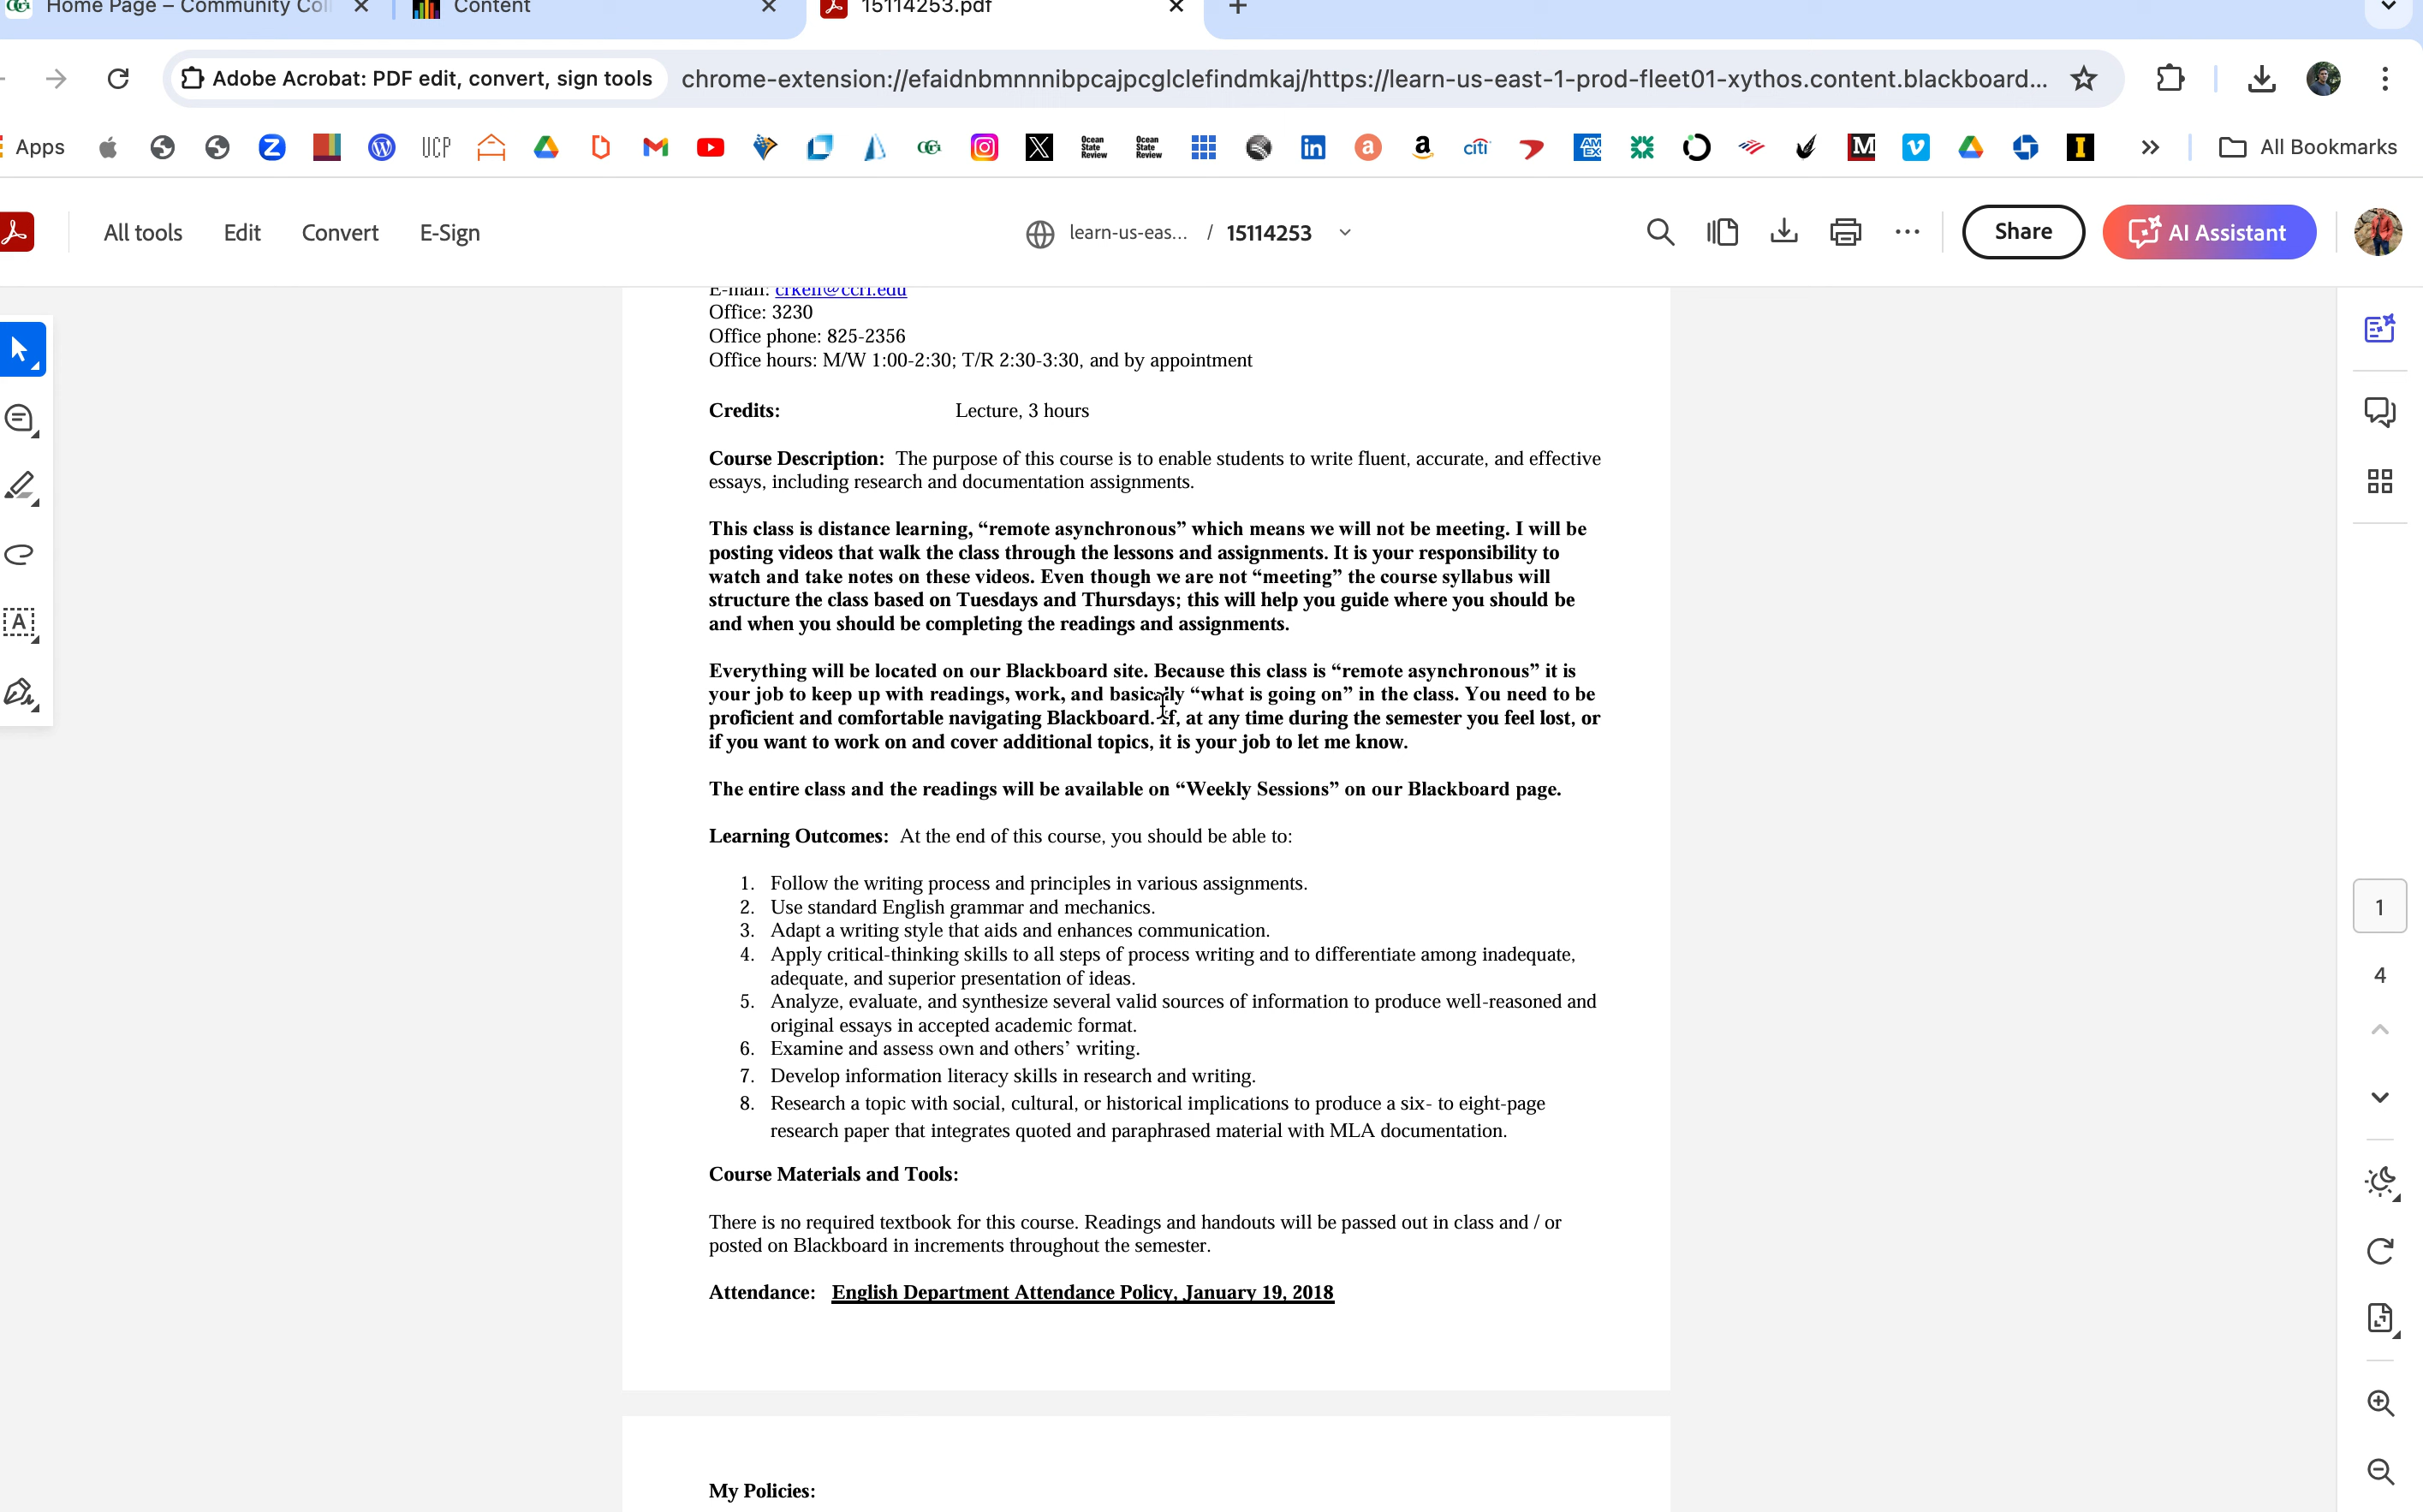 Home Page – Community Col
Content
15114253.pdf
Adobe Acrobat: PDF edit, convert, sign tools
chrome-extension://efaidnbmnnnibpcajpcglclefindmkaj/https://learn-us-east-1-prod-fleet01-xythos.content.blackboard...
Apps
UCP
Ocean State Review
Ocean State Review
citi
All Bookmarks
All tools
Edit
Convert
E-Sign
learn-us-eas... / 15114253
Share
AI Assistant
E-mail: crkell@ccri.edu
Office: 3230
Office phone: 825-2356
Office hours: M/W 1:00-2:30; T/R 2:30-3:30, and by appointment
Credits: Lecture, 3 hours
Course Description: The purpose of this course is to enable students to write fluent, accurate, and effective
essays, including research and documentation assignments.
This class is distance learning, “remote asynchronous” which means we will not be meeting. I will be
posting videos that walk the class through the lessons and assignments. It is your responsibility to
watch and take notes on these videos. Even though we are not “meeting” the course syllabus will
structure the class based on Tuesdays and Thursdays; this will help you guide where you should be
and when you should be completing the readings and assignments.
Everything will be located on our Blackboard site. Because this class is “remote asynchronous” it is
your job to keep up with readings, work, and basically “what is going on” in the class. You need to be
proficient and comfortable navigating Blackboard. If, at any time during the semester you feel lost, or
if you want to work on and cover additional topics, it is your job to let me know.
The entire class and the readings will be available on “Weekly Sessions” on our Blackboard page.
Learning Outcomes: At the end of this course, you should be able to:
1. Follow the writing process and principles in various assignments.
2. Use standard English grammar and mechanics.
3. Adapt a writing style that aids and enhances communication.
4. Apply critical-thinking skills to all steps of process writing and to differentiate among inadequate,
adequate, and superior presentation of ideas.
5. Analyze, evaluate, and synthesize several valid sources of information to produce well-reasoned and
original essays in accepted academic format.
6. Examine and assess own and others’ writing.
7. Develop information literacy skills in research and writing.
8. Research a topic with social, cultural, or historical implications to produce a six- to eight-page
research paper that integrates quoted and paraphrased material with MLA documentation.
Course Materials and Tools:
There is no required textbook for this course. Readings and handouts will be passed out in class and / or
posted on Blackboard in increments throughout the semester.
Attendance: English Department Attendance Policy, January 19, 2018
My Policies:
1
4